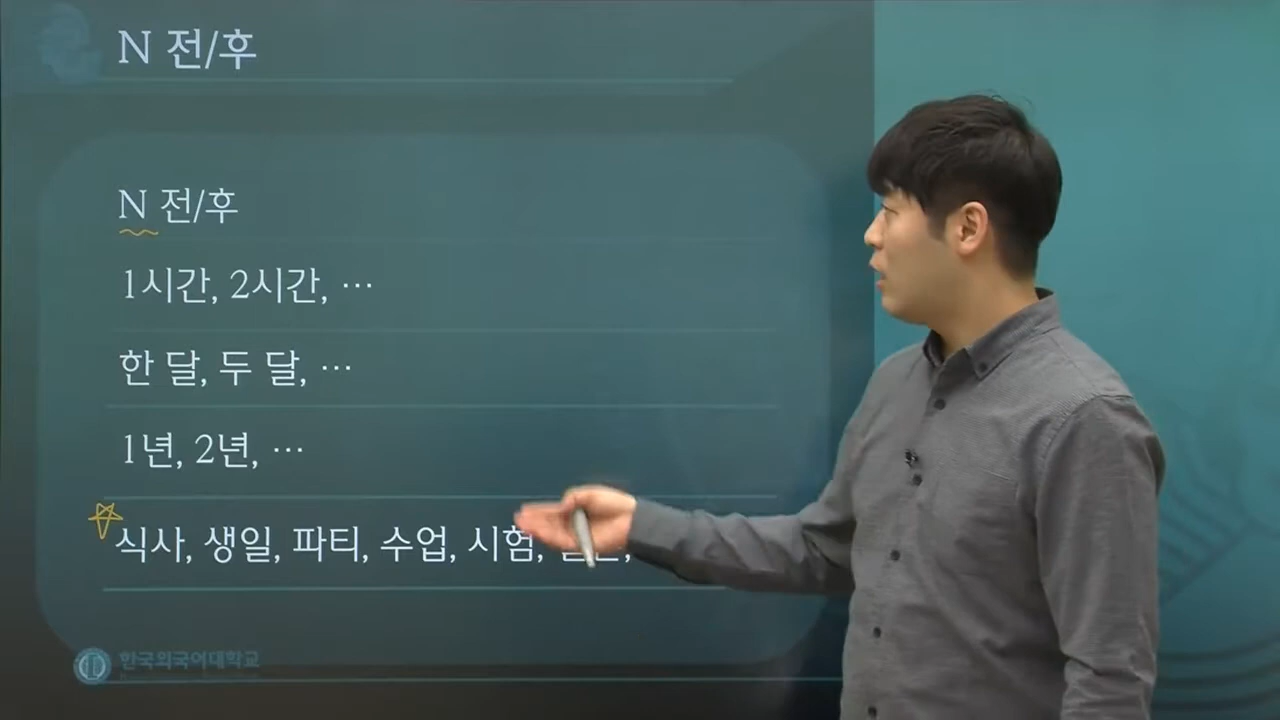 N 전/후
N 전/후
1시간, 2시간, …
한 달, 두 달, …
1년, 2년, …
식사, 생일, 파티, 수업, 시험,
한국외국어대학교